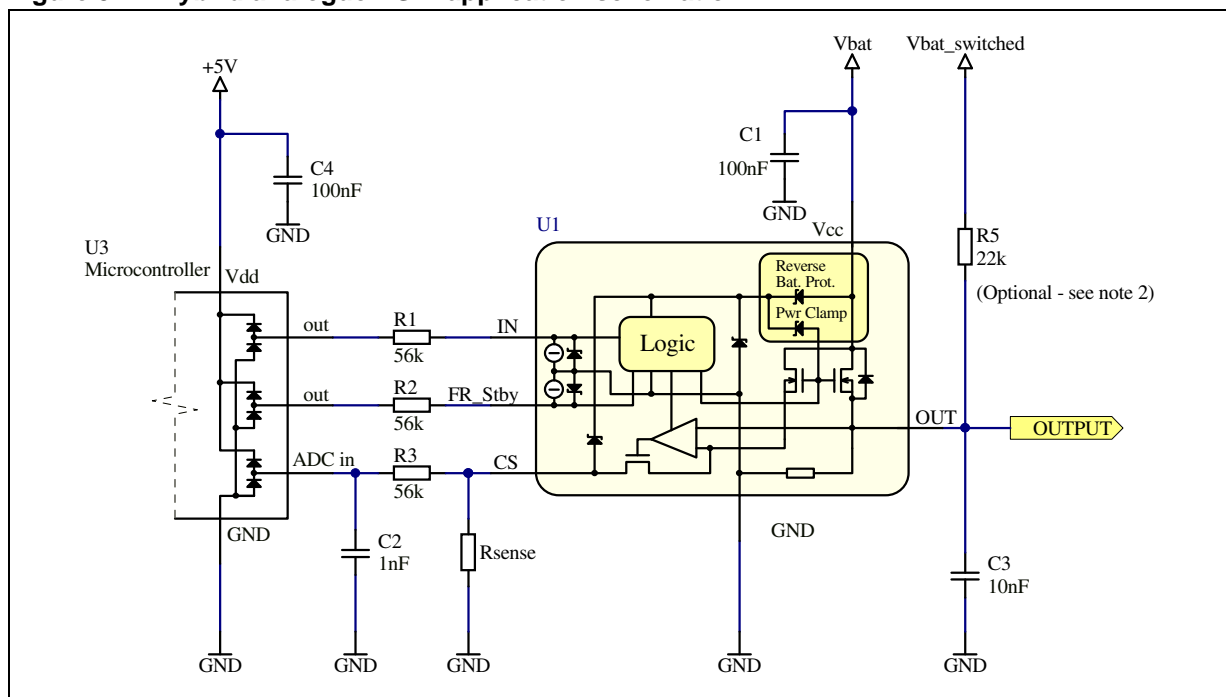 +5V
Vbat
Vbat_switched
C4
100nF
GND
C1
100nF
GND
U3
Microcontroller
Vdd
U1
Vcc
R5
22k
(Optional - see note 2)
Reverse
Bat. Prot.
Pwr Clamp
out
R1
56k
IN
Logic
out
R2
56k
FR_Stby
OUT
OUTPUT
ADC in
R3
56k
CS
GND
GND
C2
1nF
Rsense
C3
10nF
GND
GND
GND
GND
GND